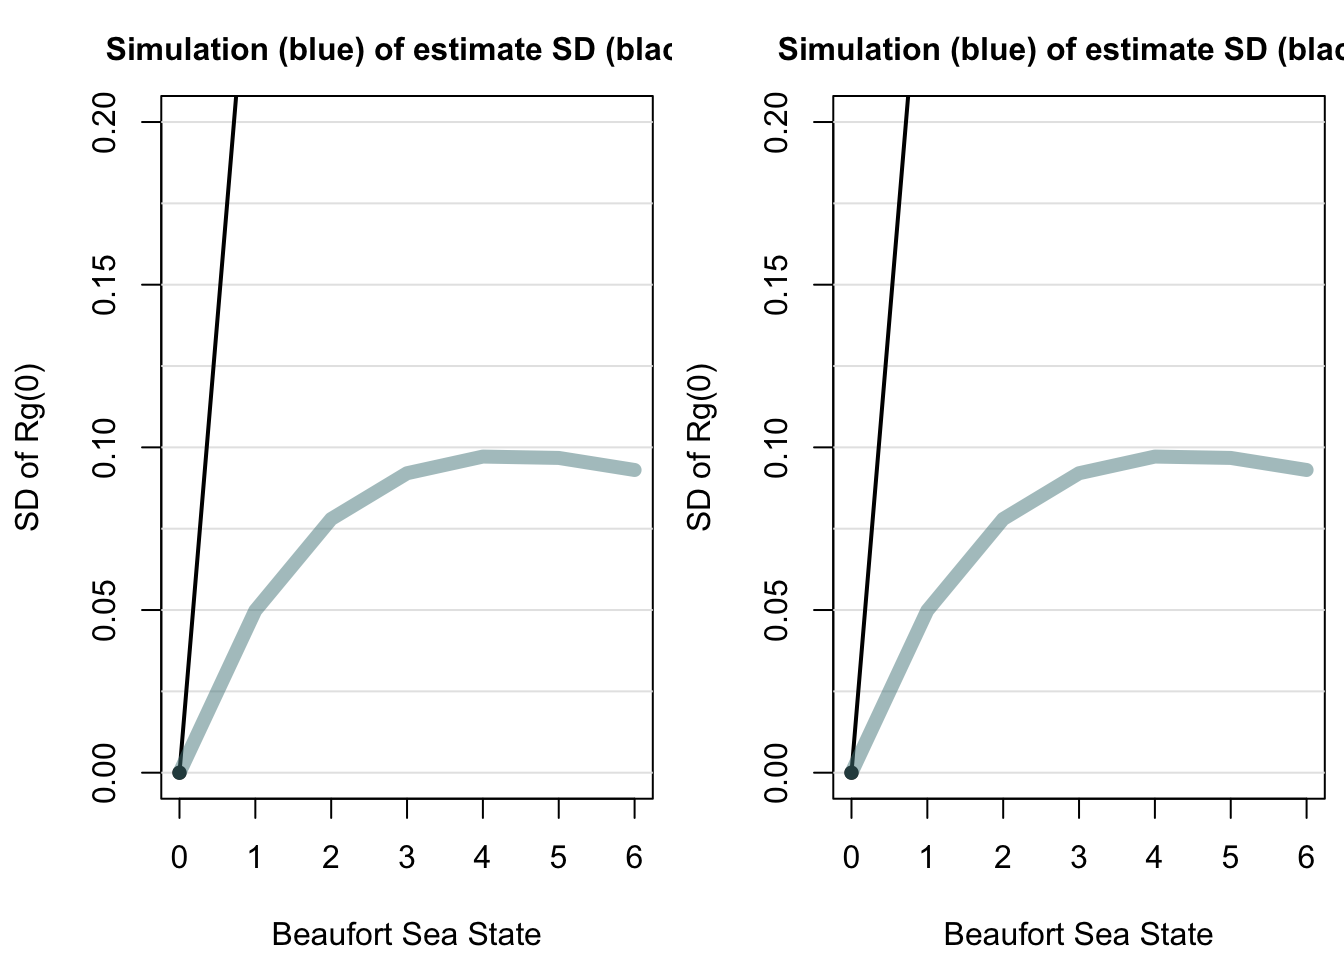 Simulation (blue) of estimate SD (blac
SD of Rg(0)
0.20
0.15
0.10
0.05
0.00
0 1 2 3 4 5 6
Beaufort Sea State
Simulation (blue) of estimate SD (blac
SD of Rg(0)
0.20
0.15
0.10
0.05
0.00
0 1 2 3 4 5 6
Beaufort Sea State